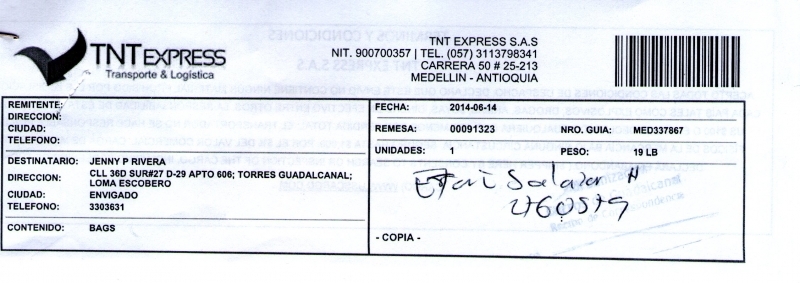 TNT EXPRESS
Transporte & Logística
TNT EXPRESS S.A.S
NIT. 900700357 | TEL. (057) 3113798341
CARRERA 50 # 25-213
MEDELLIN - ANTIOQUIA
REMITENTE:
DIRECCION:
CIUDAD:
TELEFONO:
DESTINATARIO: JENNY P RIVERA
DIRECCION: CLL 36D SUR#27 D-29 APTO 606; TORRES GUADALCANAL;
LOMA ESCOBERO
CIUDAD: ENVIGADO
TELEFONO: 3303631
CONTENIDO: BAGS
FECHA: 2014-06-14
REMESA: 00091323 NRO. GUIA: MED337867
UNIDADES: 1 PESO: 19 LB
- COPIA -